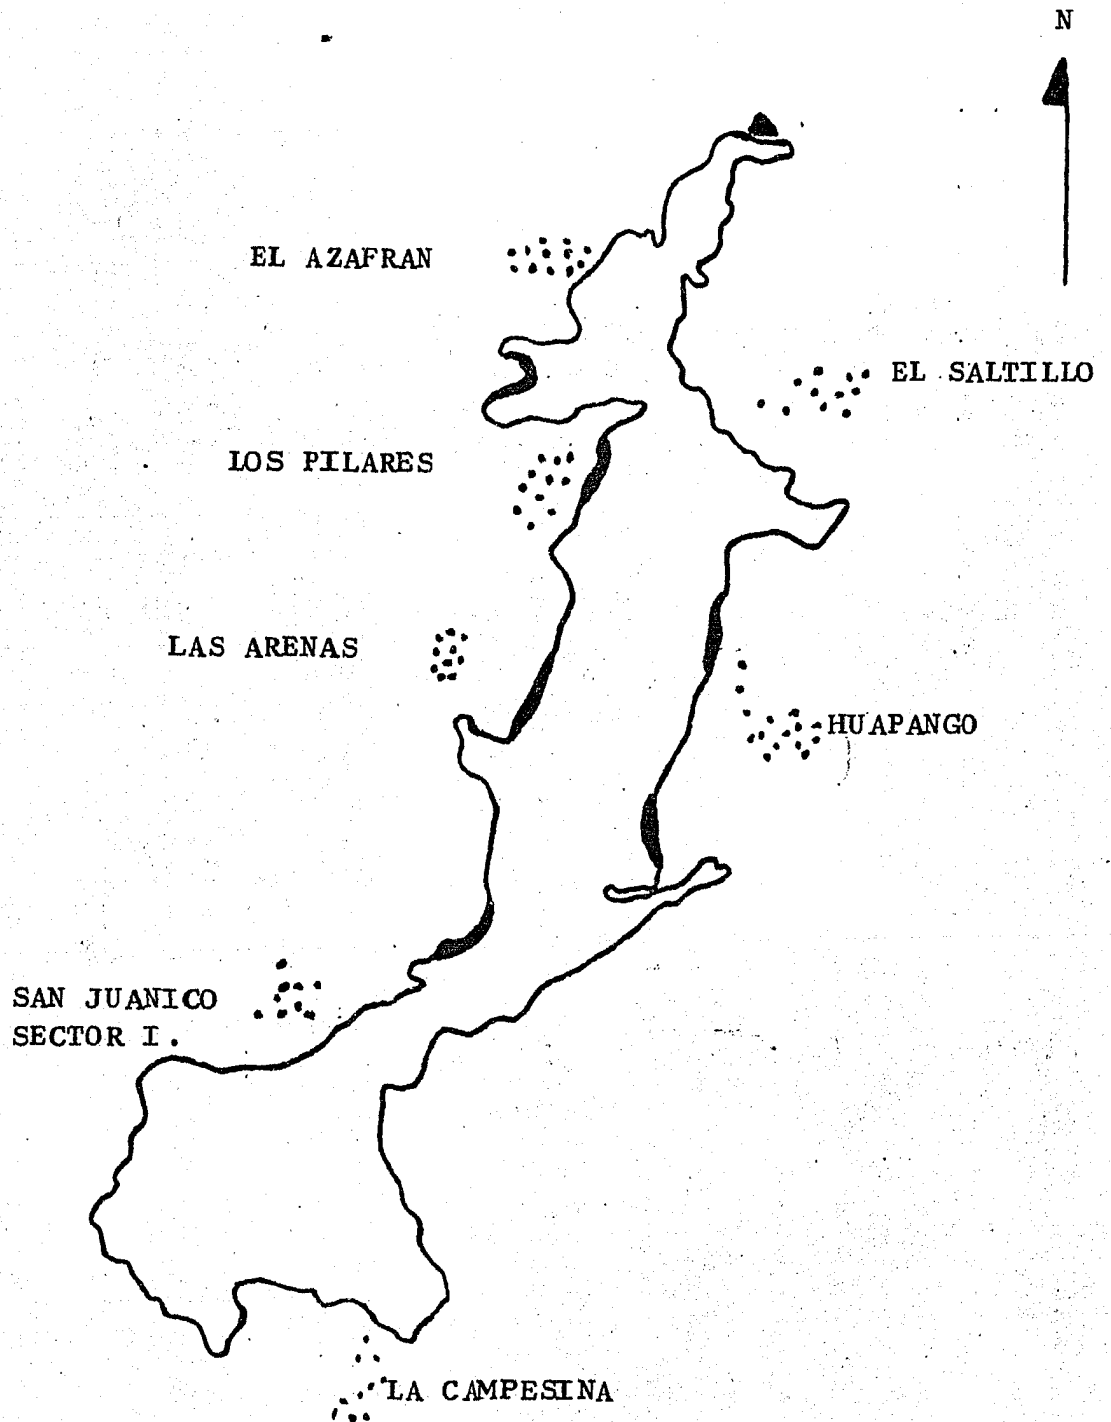 N
EL AZAFRAN
EL SALTILLO
LOS PILARES
LAS ARENAS
HUAPANGO
SAN JUANICO
SECTOR I.
LA CAMPESINA